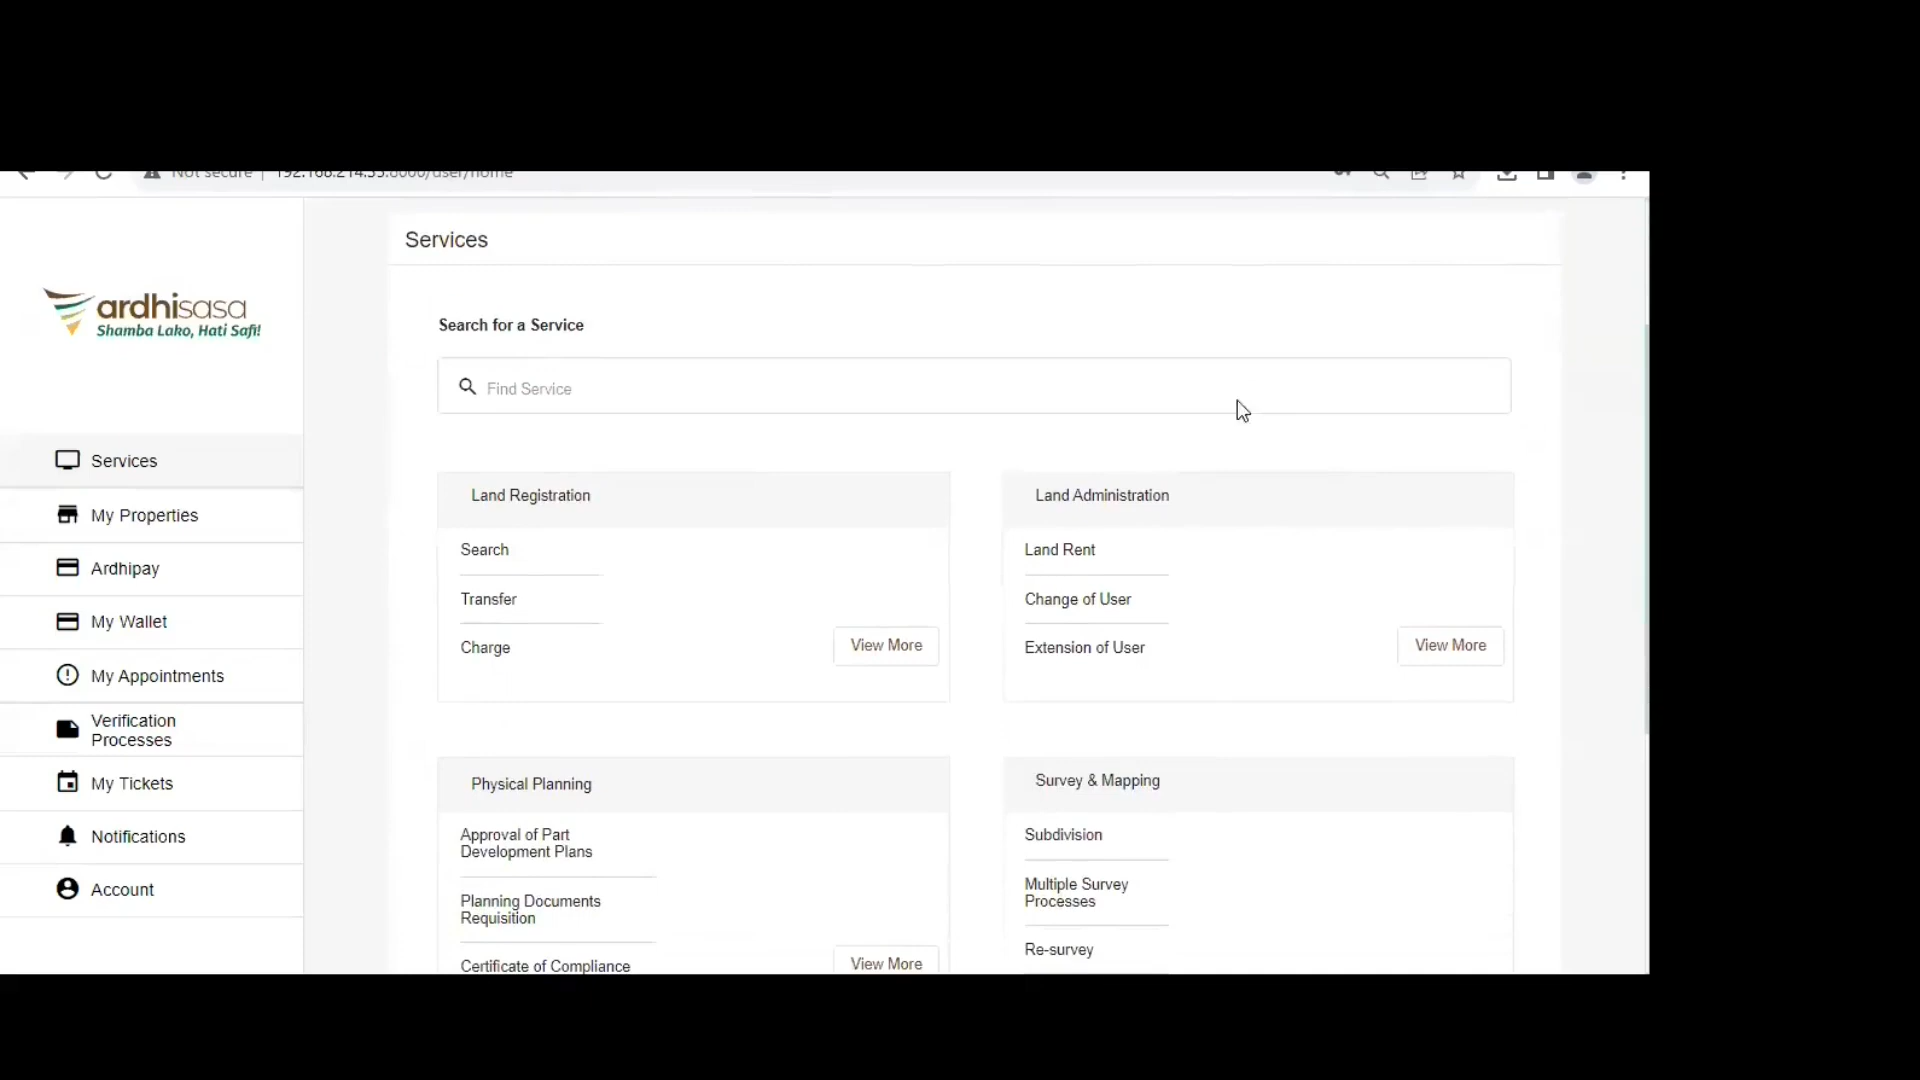 Not secure
Services
ardhisasa
Shamba Lako, Hati Safi!
Search for a Service
Find Service
Services
My Properties
Ardhipay
My Wallet
My Appointments
Verification
Processes
My Tickets
Notifications
Account
Land Registration
Search
Transfer
Charge
View More
Land Administration
Land Rent
Change of User
Extension of User
View More
Physical Planning
Approval of Part
Development Plans
Planning Documents
Requisition
Certificate of Compliance
View More
Survey & Mapping
Subdivision
Multiple Survey
Processes
Re-survey